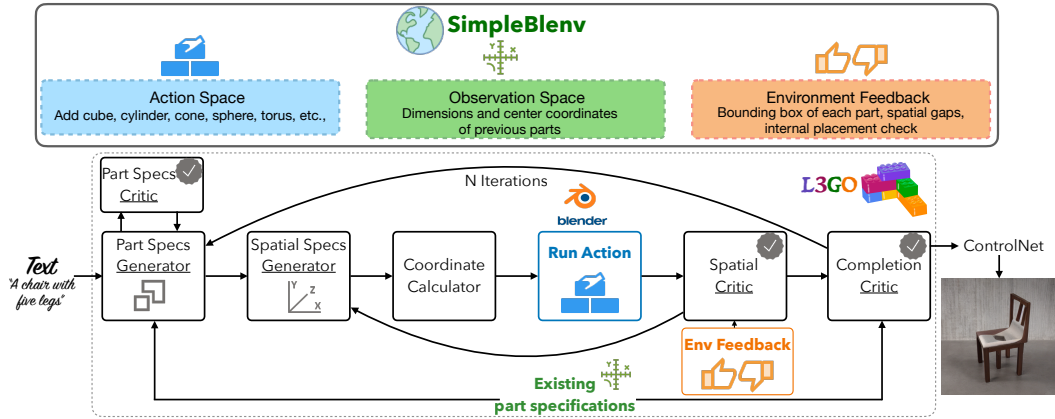 SimpleBlenv
Y
X
Action Space
Add cube, cylinder, cone, sphere, torus, etc.,
Observation Space
Dimensions and center coordinates
of previous parts
Environment Feedback
Bounding box of each part, spatial gaps,
internal placement check
Part Specs
Critic
N Iterations
blender
L3GO
Text
"A chair with
five legs"
Part Specs
Generator
Spatial Specs
Generator
Y
Z
X
Coordinate
Calculator
Run Action
Spatial
Critic
Completion
Critic
ControlNet
Env Feedback
Existing
part specifications
Y
X